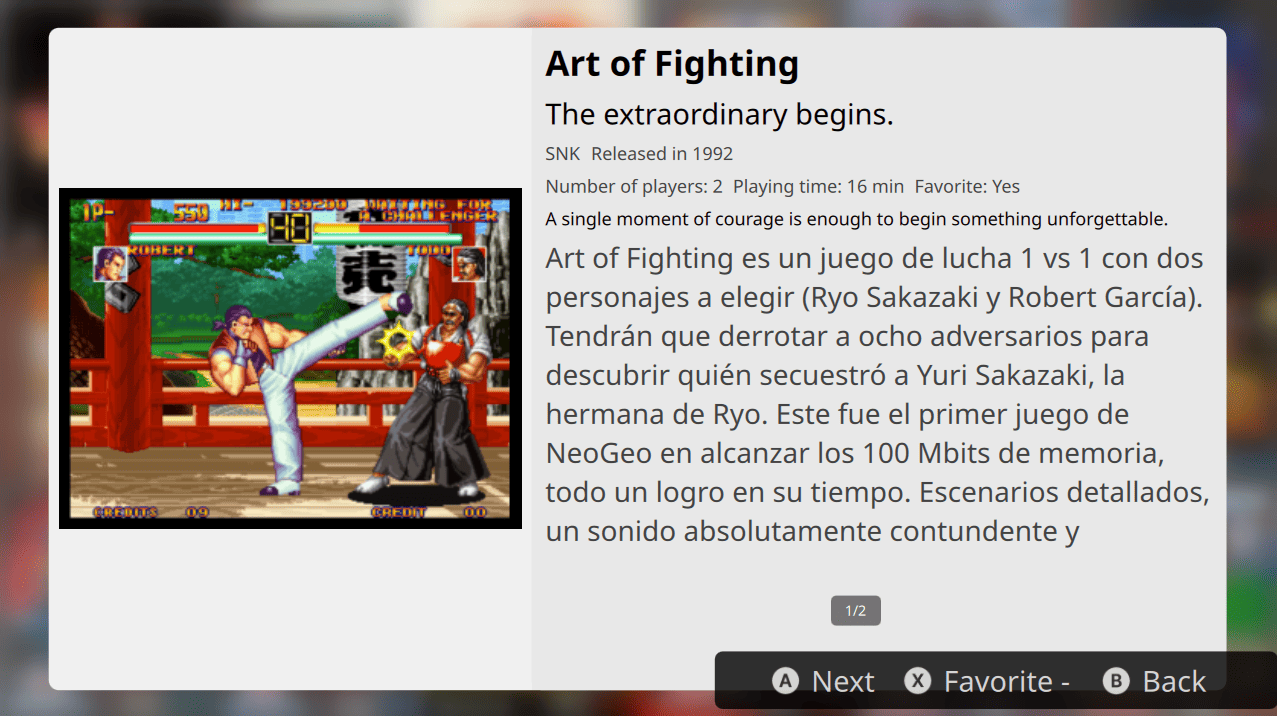 Art of Fighting
The extraordinary begins.
SNK Released in 1992
Number of players: 2 Playing time: 16 min Favorite: Yes
A single moment of courage is enough to begin something unforgettable.
Art of Fighting es un juego de lucha 1 vs 1 con dos
personajes a elegir (Ryo Sakazaki y Robert García).
Tendrán que derrotar a ocho adversarios para
descubrir quién secuestró a Yuri Sakazaki, la
hermana de Ryo. Este fue el primer juego de
NeoGeo en alcanzar los 100 Mbits de memoria,
todo un logro en su tiempo. Escenarios detallados,
un sonido absolutamente contundente y
1P- 550 HI- 199200 WAITING FOR
A CHALLENGER
40
ROBERT TODO
CREDITS 09 CREDIT 00
1/2
A Next X Favorite - B Back